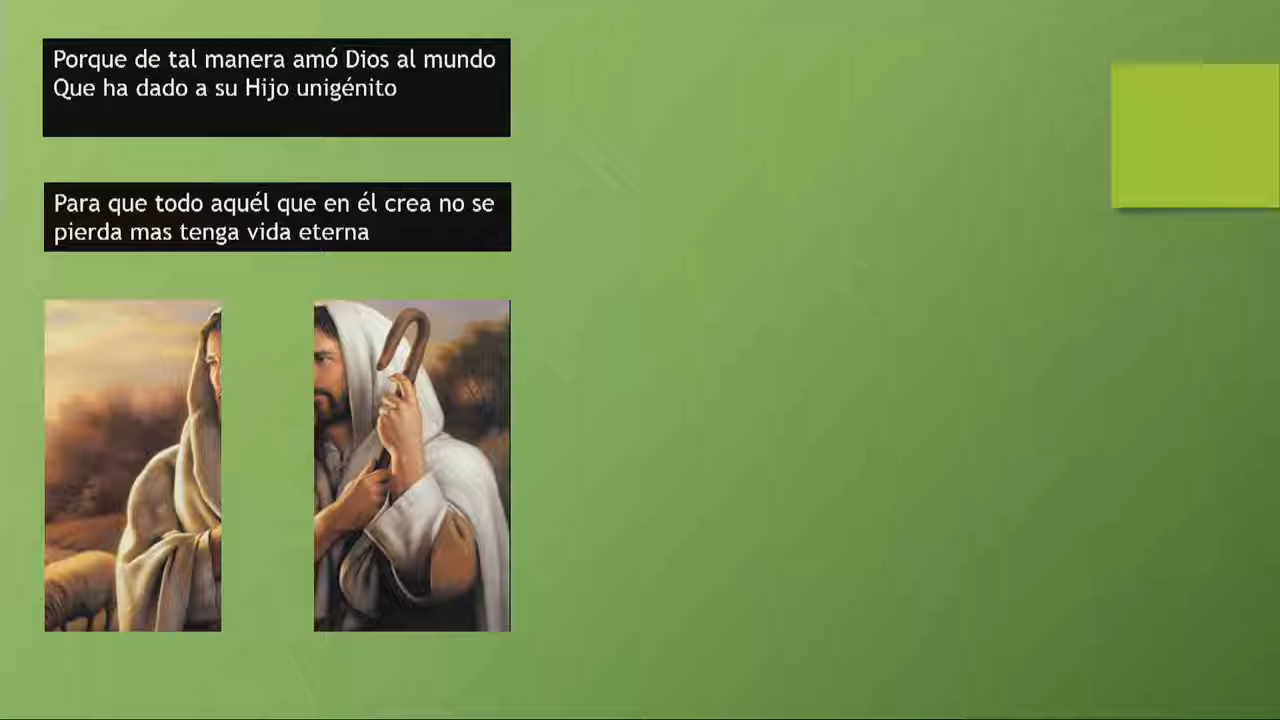 Porque de tal manera amó Dios al mundo
Que ha dado a su Hijo unigénito
Para que todo aquél que en él crea no se
pierda mas tenga vida eterna